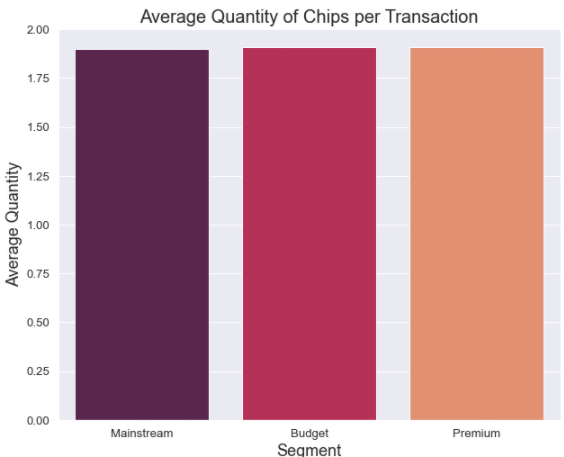 Average Quantity of Chips per Transaction
2.00
1.75
1.50
1.25
1.00
0.75
0.50
0.25
0.00
Average Quantity
Mainstream Budget Premium
Segment